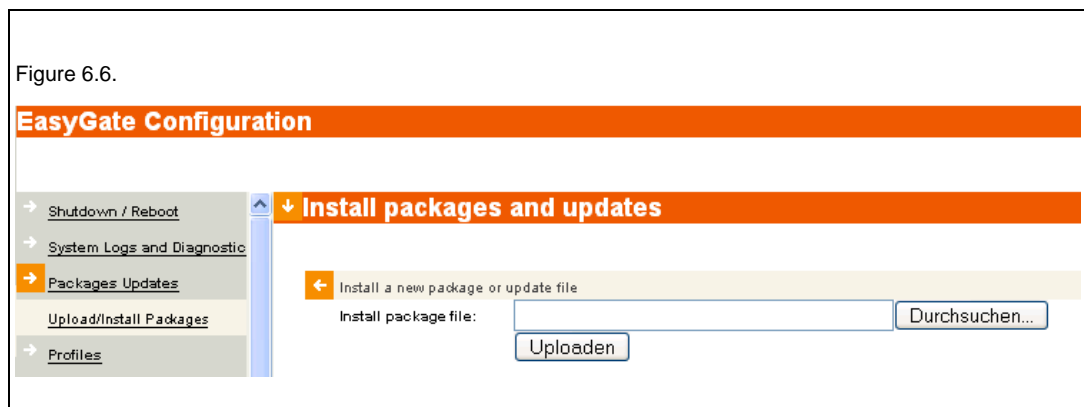 Figure 6.6.
EasyGate Configuration
Shutdown / Reboot
System Logs and Diagnostic
Packages Updates
Upload/Install Packages
Profiles
Install packages and updates
Install a new package or update file
Install package file:
Durchsuchen...
Uploaden